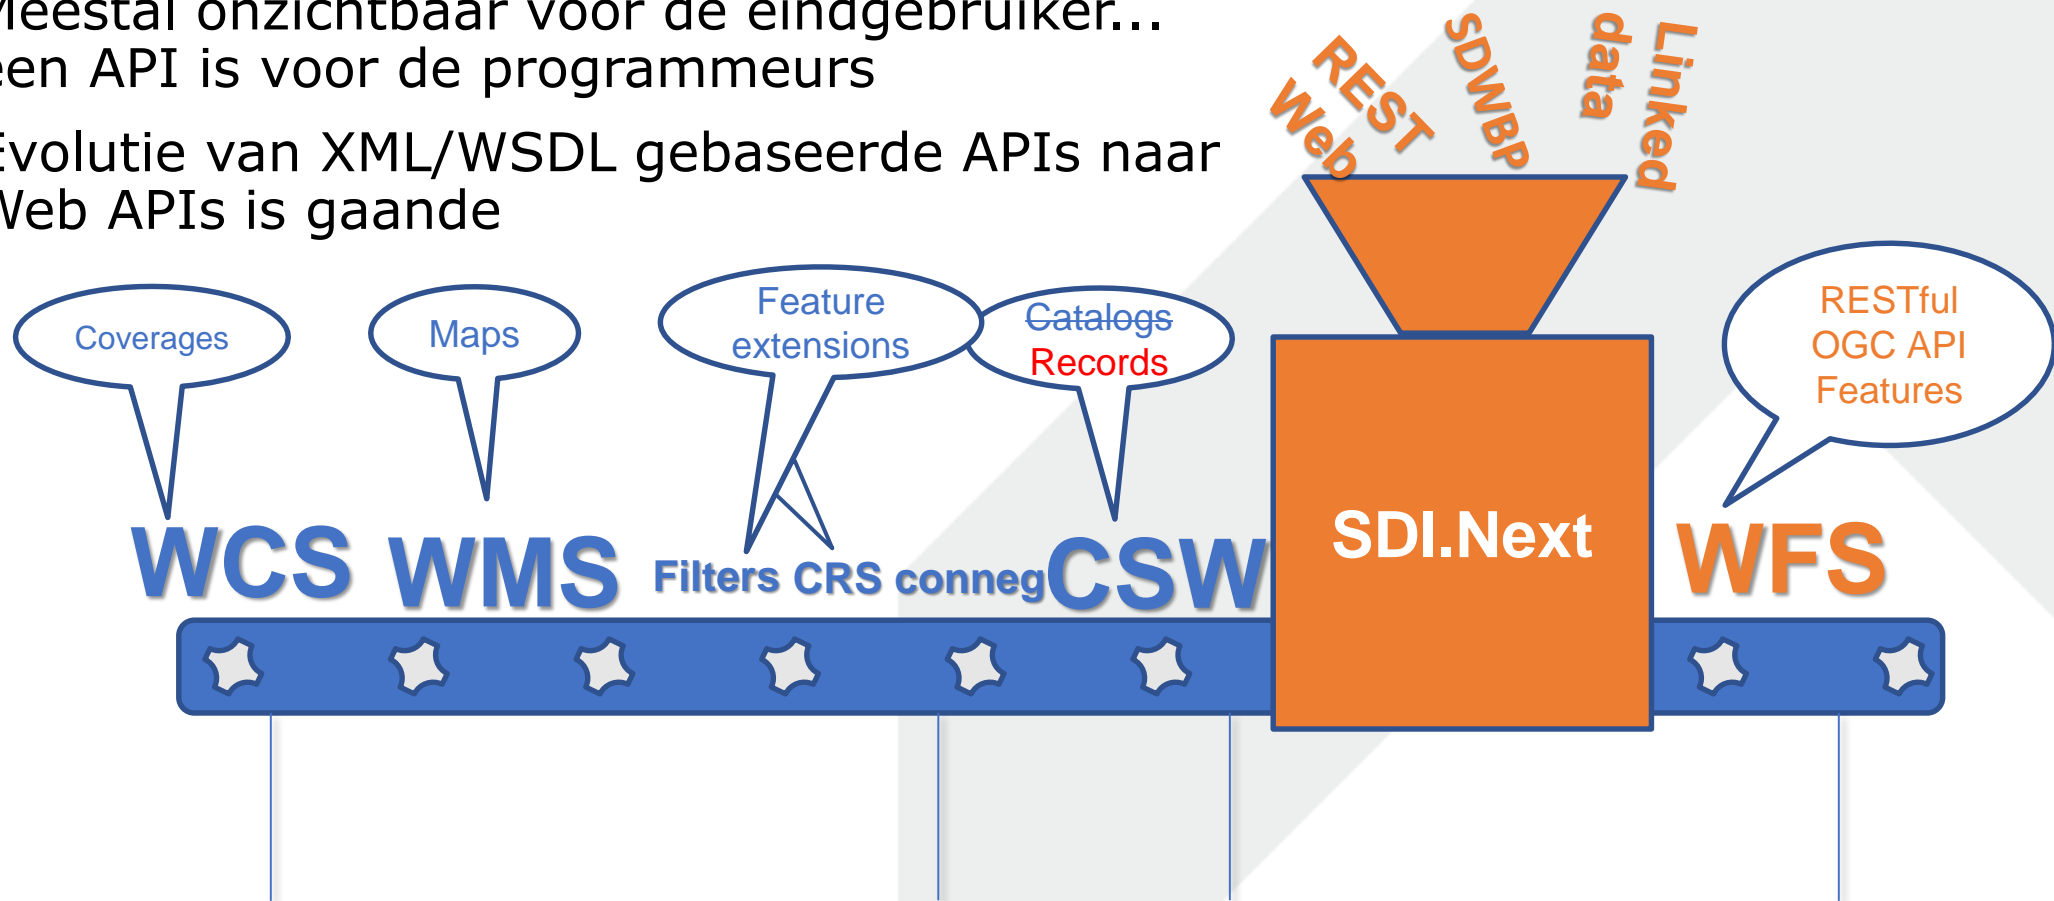 Meestal onzichtbaar voor de eindgebruiker...
een API is voor de programmeurs
Evolutie van XML/WSDL gebaseerde APIs naar
Web APIs is gaande
REST
Web
SDWBP
Linked
data
Coverages
Maps
Feature
extensions
Catalogs
Records
RESTful
OGC API
Features
WCS
WMS
Filters CRS conneg
CSW
SDI.Next
WFS